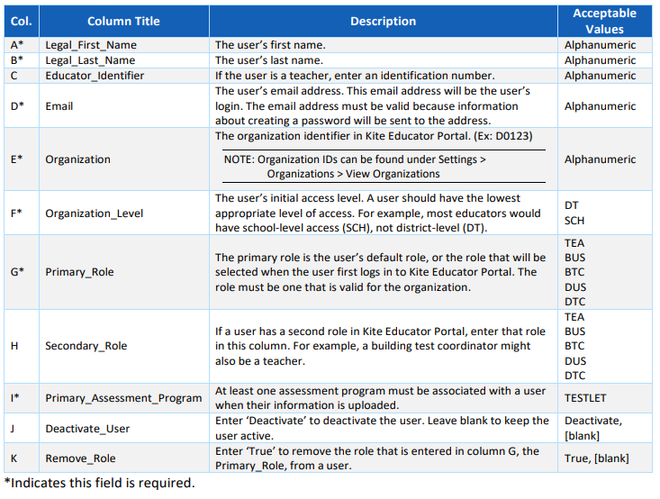 Col. Column Title Description Acceptable
Values
A* Legal_First_Name The user's first name. Alphanumeric
B* Legal_Last_Name The user's last name. Alphanumeric
C Educator_Identifier If the user is a teacher, enter an identification number. Alphanumeric
D* Email The user's email address. This email address will be the user's
login. The email address must be valid because information
about creating a password will be sent to the address. Alphanumeric
E* Organization The organization identifier in Kite Educator Portal. (Ex: D0123)
NOTE: Organization IDs can be found under Settings >
Organizations > View Organizations Alphanumeric
F* Organization_Level The user's initial access level. A user should have the lowest
appropriate level of access. For example, most educators would
have school-level access (SCH), not district-level (DT). DT
SCH
G* Primary_Role The primary role is the user's default role, or the role that will be
selected when the user first logs in to Kite Educator Portal. The
role must be one that is valid for the organization. TEA
BUS
BTC
DUS
DTC
H Secondary_Role If a user has a second role in Kite Educator Portal, enter that role
in this column. For example, a building test coordinator might
also be a teacher. TEA
BUS
BTC
DUS
DTC
I* Primary_Assessment_Program At least one assessment program must be associated with a user
when their information is uploaded. TESTLET
J Deactivate_User Enter 'Deactivate' to deactivate the user. Leave blank to keep the
user active. Deactivate,
[blank]
K Remove_Role Enter 'True' to remove the role that is entered in column G, the
Primary_Role, from a user. True, [blank]
*Indicates this field is required.